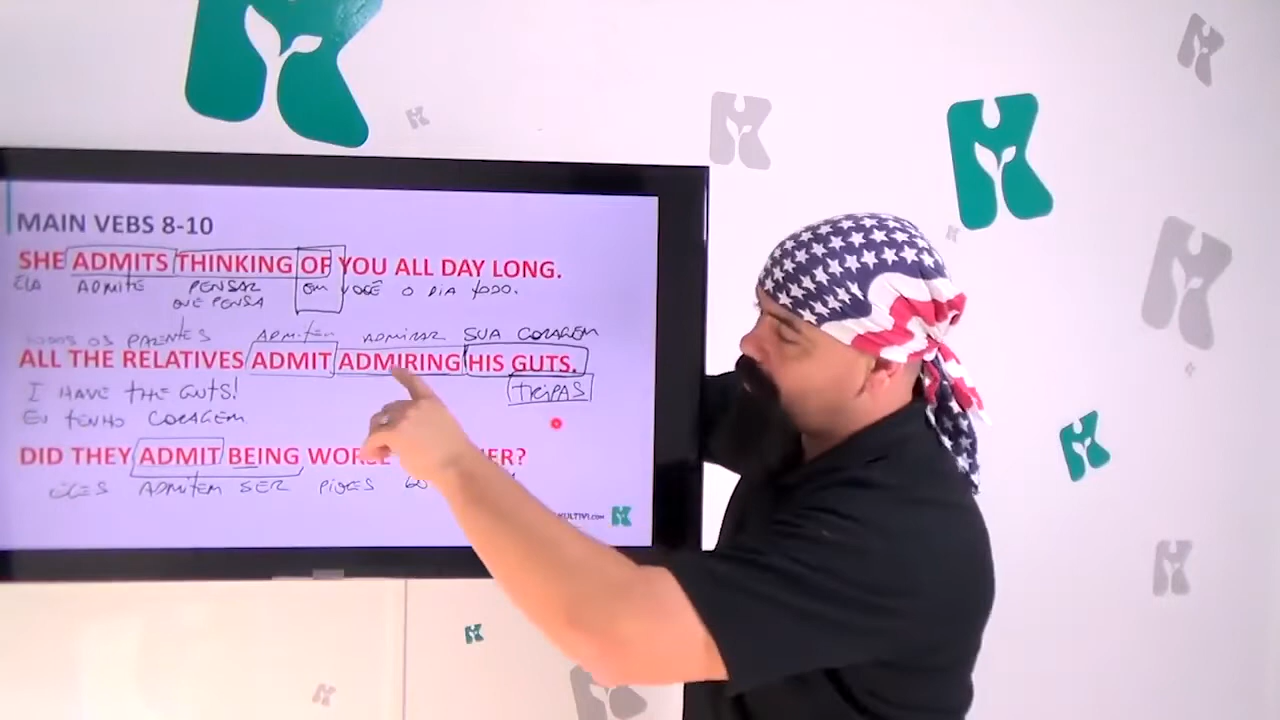 MAIN VEBS 8-10
SHE ADMITS THINKING OF YOU ALL DAY LONG.
ELA ADMITE PENSAR EM VOCÊ O DIA TODO.
QUE PENSA
TODOS OS PARENTES ADMITEM ADMIRAR SUA CORAGEM
ALL THE RELATIVES ADMIT ADMIRING HIS GUTS.
I HAVE THE GUTS! TRIPAS
EU TENHO CORAGEM
DID THEY ADMIT BEING
ELES ADMITEM SER PIORES